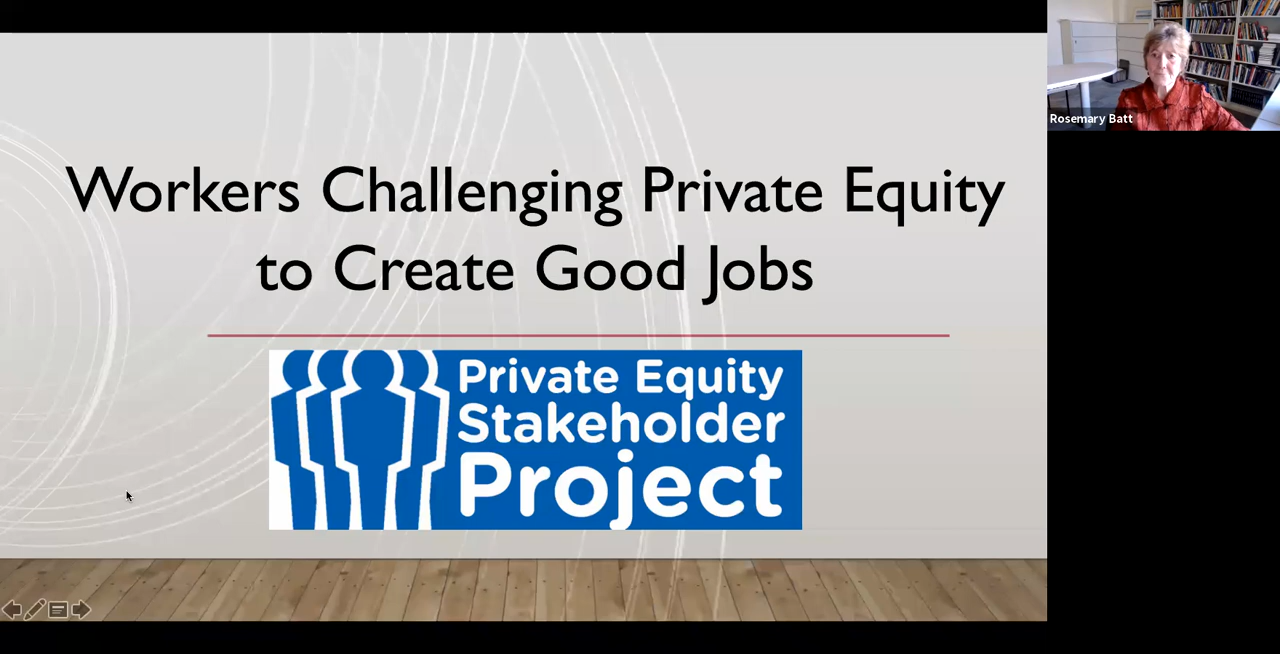 Workers Challenging Private Equity
to Create Good Jobs
Private Equity
Stakeholder
Project
Rosemary Batt